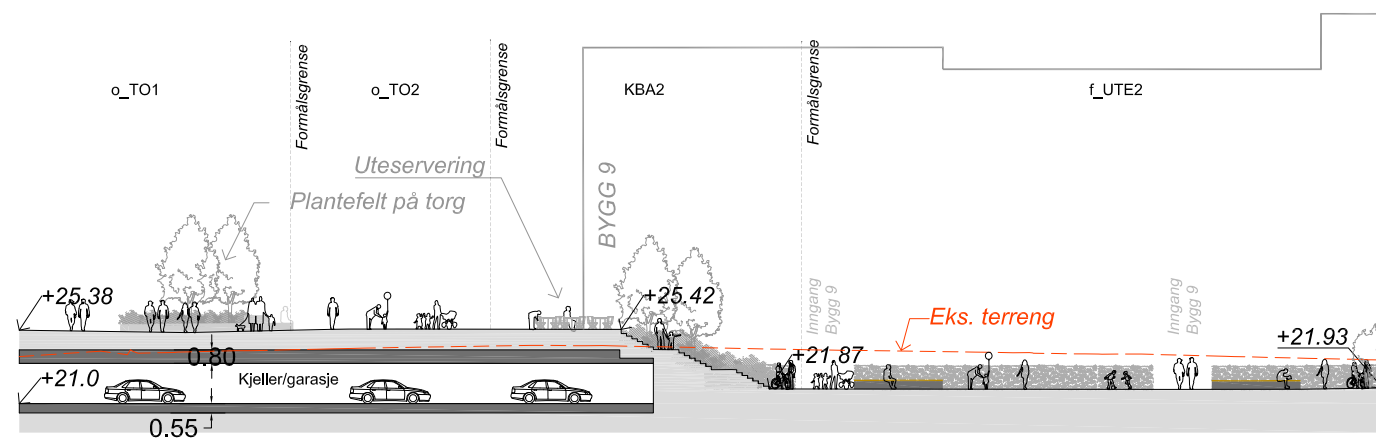 o_TO1
Formålsgrense
o_TO2
Formålsgrense
KBA2
Formålsgrense
f_UTE2
Uteservering
Plantefelt på torg
BYGG 9
+25.38
+25.42
Inngang
Bygg 9
Inngang
Bygg 9
Eks. terreng
+21.93
0.80
+21.87
Kjeller/garasje
+21.0
0.55